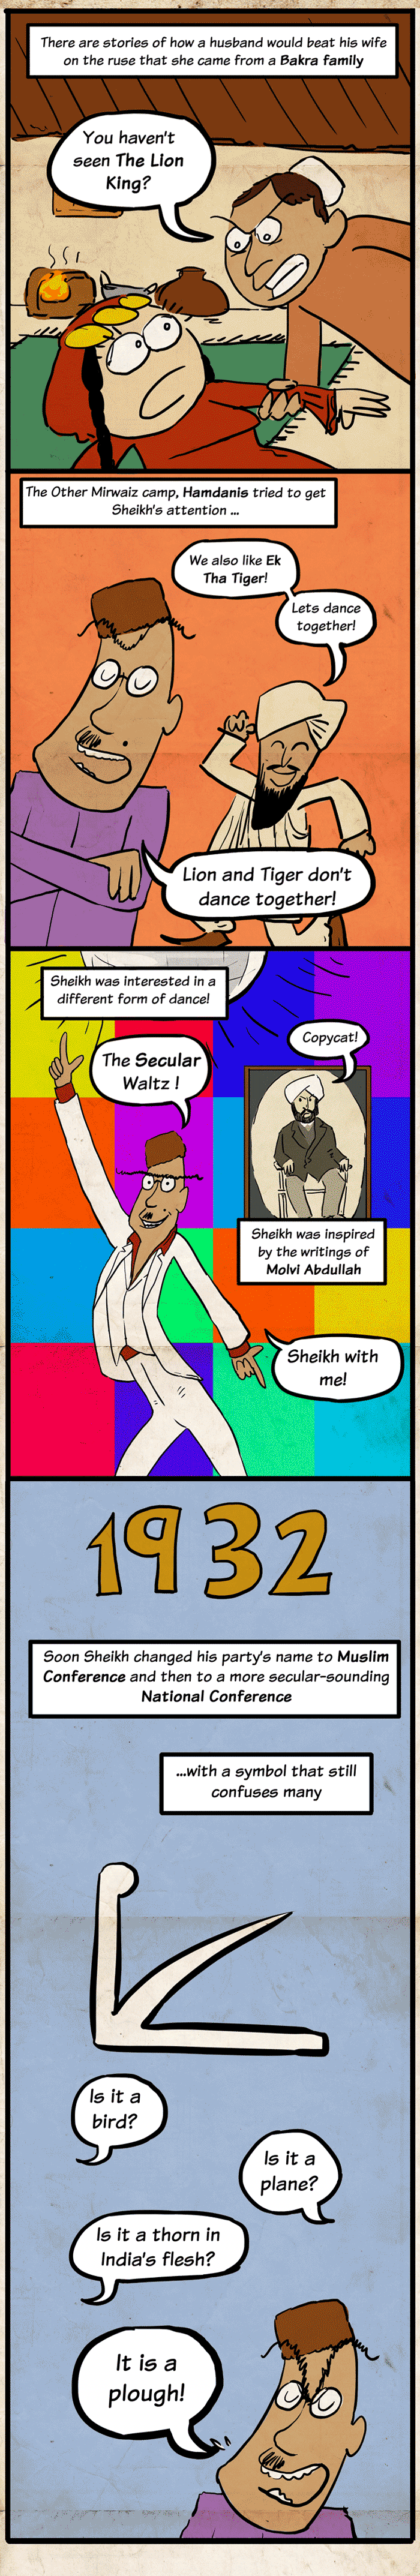 There are stories of how a husband would beat his wife
on the ruse that she came from a Bakra family
You haven't
seen The Lion
King?
The Other Mirwaiz camp, Hamdanis tried to get
Sheikh's attention ...
We also like Ek
Tha Tiger!
Lets dance
together!
Lion and Tiger don't
dance together!
Sheikh was interested in a
different form of dance!
Copycat!
The Secular
Waltz !
Sheikh was inspired
by the writings of
Molvi Abdullah
Sheikh with
me!
1932
Soon Sheikh changed his party's name to Muslim
Conference and then to a more secular-sounding
National Conference
...with a symbol that still
confuses many
Is it a
bird?
Is it a
plane?
Is it a thorn in
India's flesh?
It is a
plough!